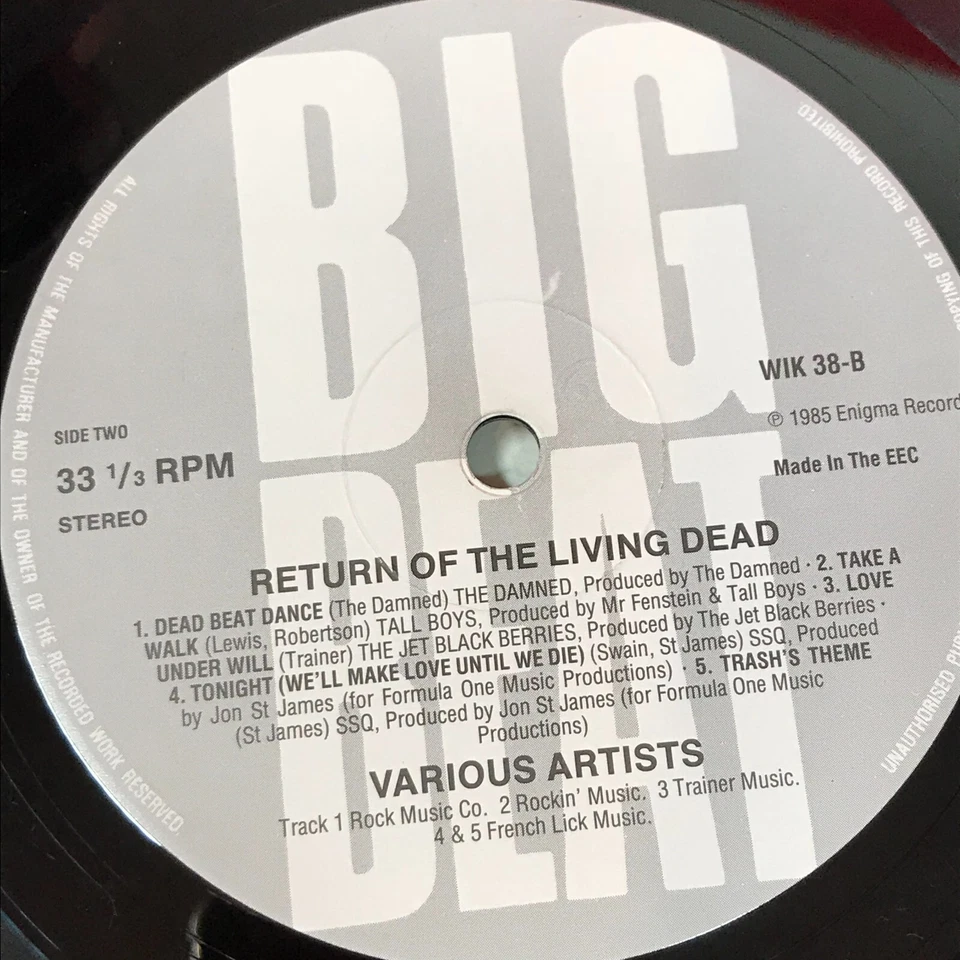 BIG
BEAT
ALL RIGHTS OF THE MANUFACTURER AND OF THE OWNER OF THE RECORDED WORK RESERVED.
UNAUTHORISED COPYING OF THIS RECORD PROHIBITED.
SIDE TWO
33 1/3 RPM
STEREO
WIK 38-B
℗ 1985 Enigma Record
Made In The EEC
RETURN OF THE LIVING DEAD
1. DEAD BEAT DANCE (The Damned) THE DAMNED, Produced by The Damned · 2. TAKE A
WALK (Lewis, Robertson) TALL BOYS, Produced by Mr Fenstein & Tall Boys · 3. LOVE
UNDER WILL (Trainer) THE JET BLACK BERRIES, Produced by The Jet Black Berries ·
4. TONIGHT (WE'LL MAKE LOVE UNTIL WE DIE) (Swain, St James) SSQ, Produced
by Jon St James (for Formula One Music Productions) · 5. TRASH'S THEME
(St James) SSQ, Produced by Jon St James (for Formula One Music
Productions)
VARIOUS ARTISTS
Track 1 Rock Music Co. 2 Rockin' Music. 3 Trainer Music.
4 & 5 French Lick Music.